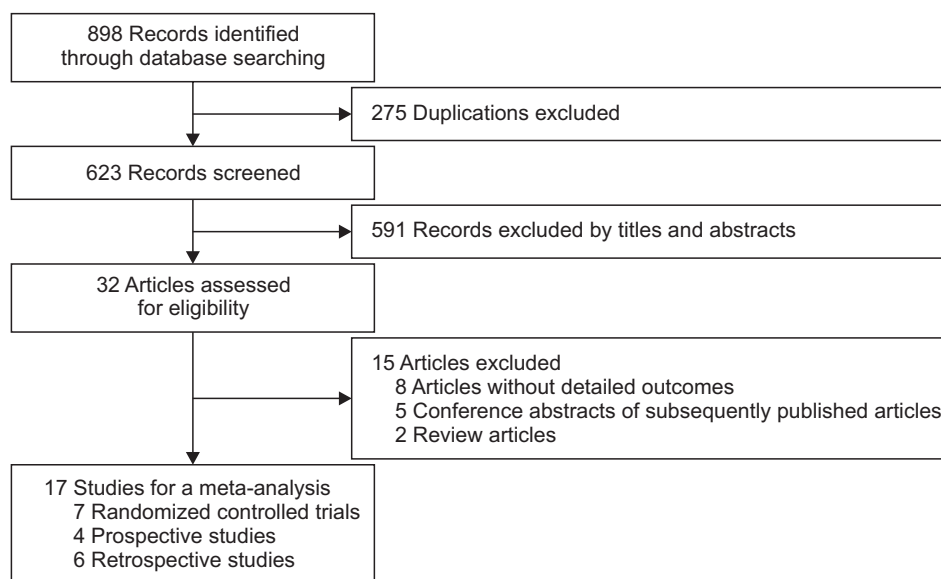 898 Records identified
through database searching
275 Duplications excluded
623 Records screened
591 Records excluded by titles and abstracts
32 Articles assessed
for eligibility
15 Articles excluded
8 Articles without detailed outcomes
5 Conference abstracts of subsequently published articles
2 Review articles
17 Studies for a meta-analysis
7 Randomized controlled trials
4 Prospective studies
6 Retrospective studies